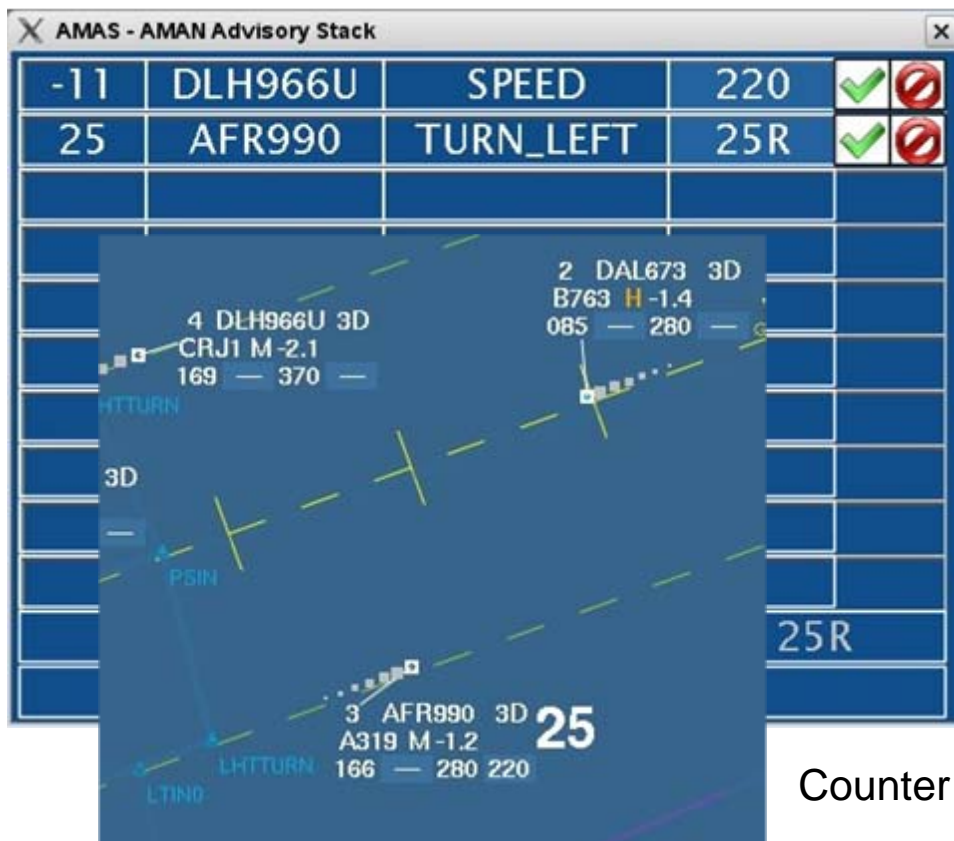 AMAS - AMAN Advisory Stack
-11 DLH966U SPEED 220
25 AFR990 TURN_LEFT 25R
2 DAL673 3D
B763 H -1.4
085 — 280 —
4 DLH966U 3D
CRJ1 M -2.1
169 — 370 —
HTTURN
3D
—
PSIN
25R
3 AFR990 3D 25
A319 M -1.2
166 — 280 220
LHTTURN
LTIN0
Counter